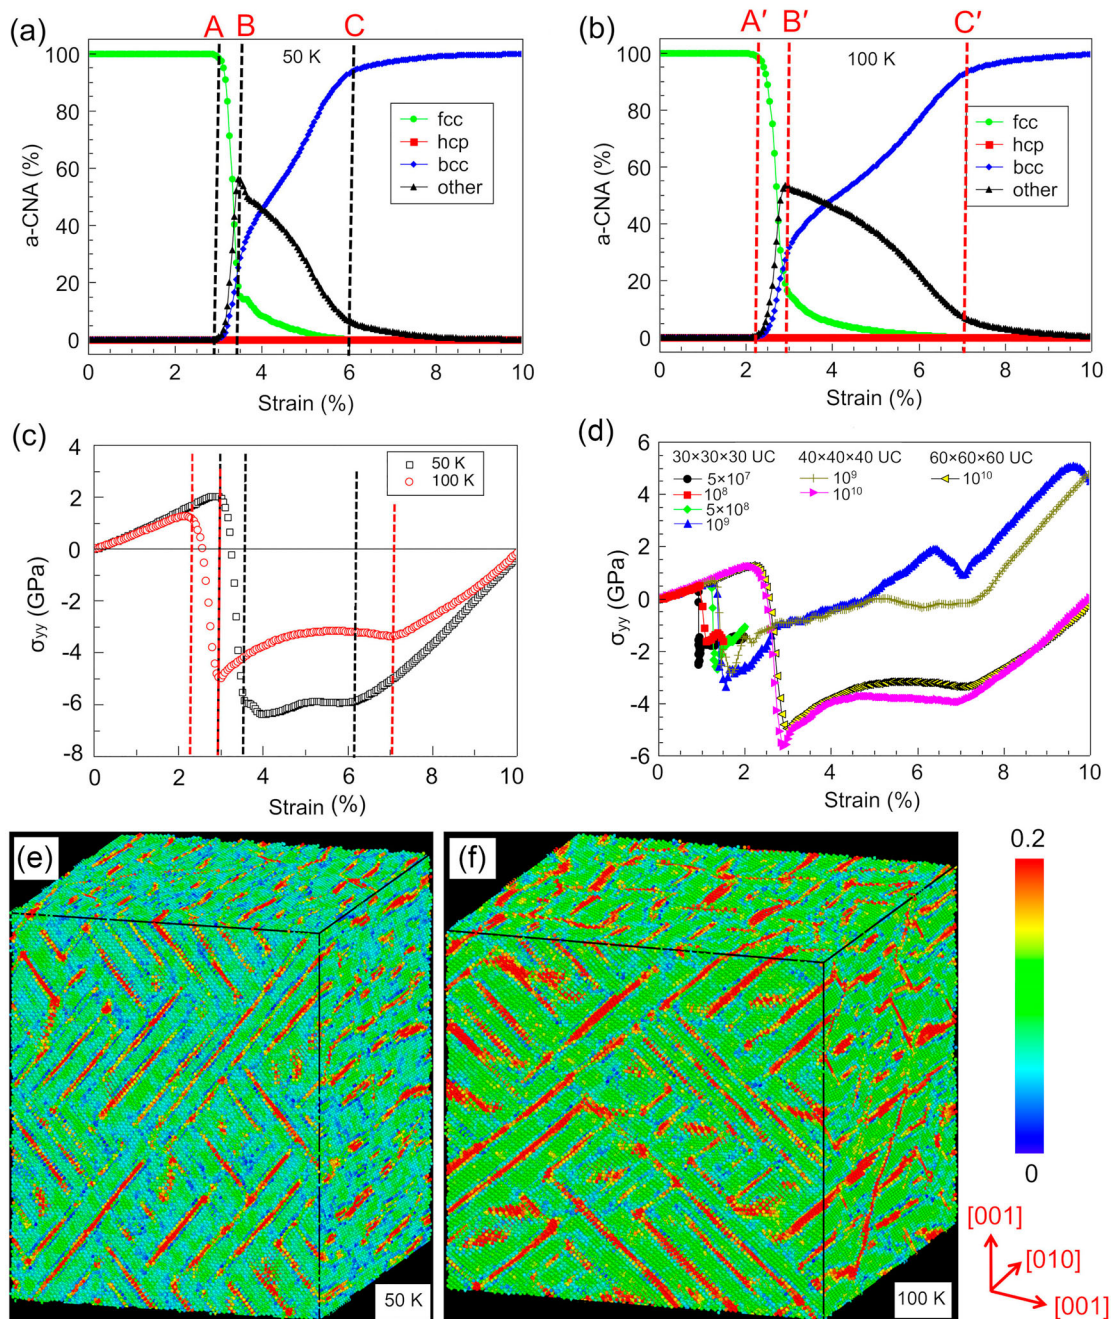 (a)
A B C
50 K
fcc
hcp
bcc
other
a-CNA (%)
100
80
60
40
20
0
0 2 4 6 8 10
Strain (%)
(b)
A′ B′ C′
100 K
fcc
hcp
bcc
other
a-CNA (%)
100
80
60
40
20
0
0 2 4 6 8 10
Strain (%)
(c)
50 K
100 K
σyy (GPa)
4
2
0
-2
-4
-6
-8
0 2 4 6 8 10
Strain (%)
(d)
30×30×30 UC 40×40×40 UC 60×60×60 UC
5×10⁷ 10⁹ 10¹⁰
10⁸ 10¹⁰
5×10⁸
10⁹
σyy (GPa)
6
4
2
0
-2
-4
-6
0 2 4 6 8 10
Strain (%)
(e)
50 K
(f)
100 K
0.2
0
[001]
[010]
[001]